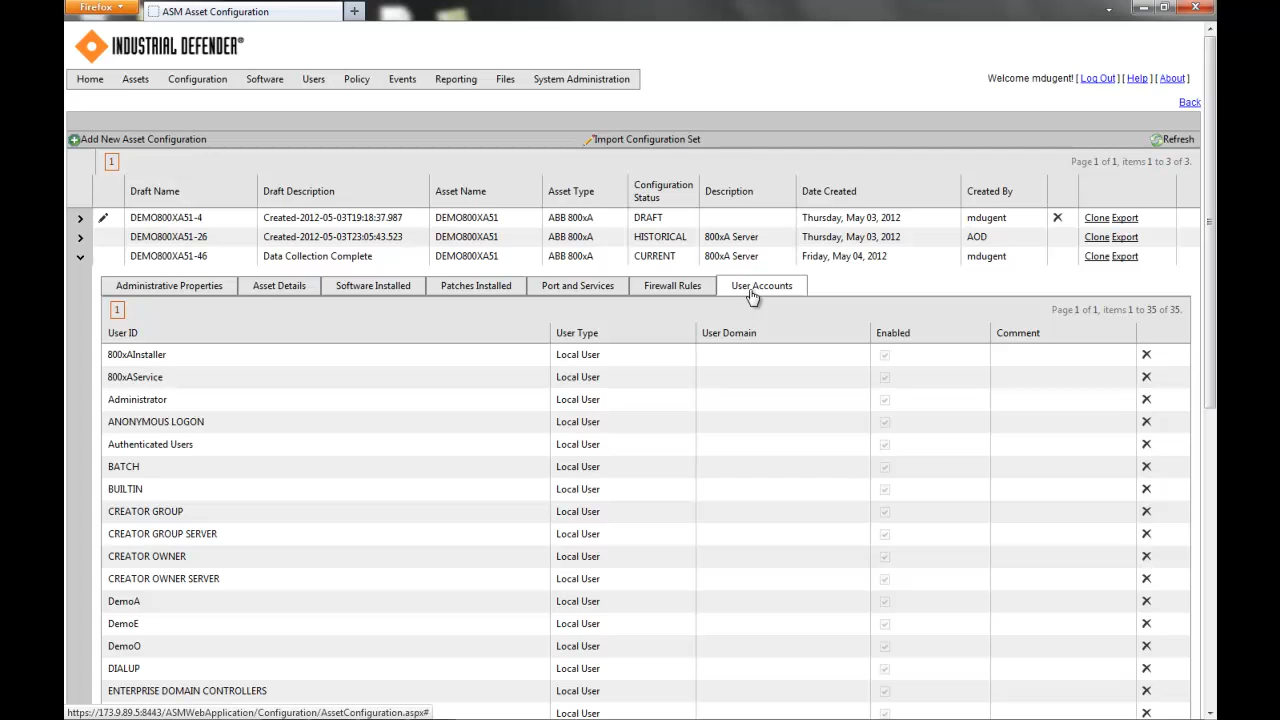 Firefox
ASM Asset Configuration
INDUSTRIAL DEFENDER®
Home Assets Configuration Software Users Policy Events Reporting Files System Administration
Welcome mdugent! [ Log Out ] [ Help ] [ About ]
Back
Add New Asset Configuration Import Configuration Set Refresh
1 Page 1 of 1, items 1 to 3 of 3.
Draft Name Draft Description Asset Name Asset Type Configuration Status Description Date Created Created By
DEMO800XA51-4 Created-2012-05-03T19:18:37.987 DEMO800XA51 ABB 800xA DRAFT Thursday, May 03, 2012 mdugent Clone Export
DEMO800XA51-26 Created-2012-05-03T23:05:43.523 DEMO800XA51 ABB 800xA HISTORICAL 800xA Server Thursday, May 03, 2012 AOD Clone Export
DEMO800XA51-46 Data Collection Complete DEMO800XA51 ABB 800xA CURRENT 800xA Server Friday, May 04, 2012 mdugent Clone Export
Administrative Properties Asset Details Software Installed Patches Installed Port and Services Firewall Rules User Accounts
1 Page 1 of 1, items 1 to 35 of 35.
User ID User Type User Domain Enabled Comment
800xAInstaller Local User
800xAService Local User
Administrator Local User
ANONYMOUS LOGON Local User
Authenticated Users Local User
BATCH Local User
BUILTIN Local User
CREATOR GROUP Local User
CREATOR GROUP SERVER Local User
CREATOR OWNER Local User
CREATOR OWNER SERVER Local User
DemoA Local User
DemoE Local User
DemoO Local User
DIALUP Local User
ENTERPRISE DOMAIN CONTROLLERS Local User
Local User
https://173.9.89.5:8443/ASMWebApplication/Configuration/AssetConfiguration.aspx#